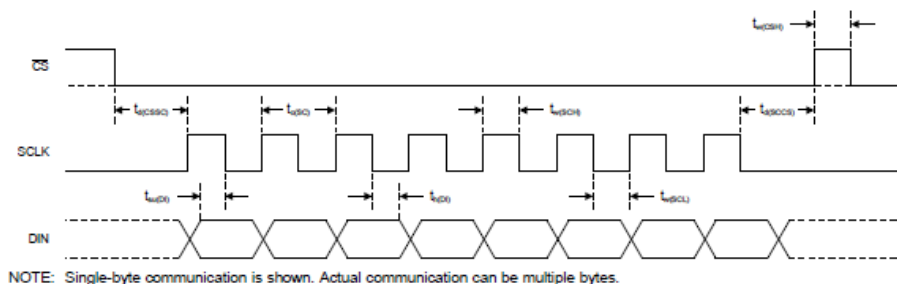 tw(CSH)
CS
td(CSSC) tc(SC) tw(SCH) td(SCCS)
SCLK
tsu(DI) th(DI) tw(SCL)
DIN
NOTE: Single-byte communication is shown. Actual communication can be multiple bytes.